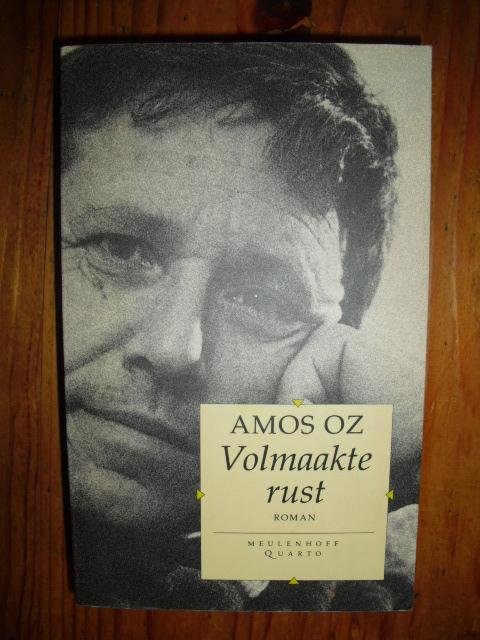 AMOS OZ
Volmaakte
rust
ROMAN
MEULENHOFF
QUARTO